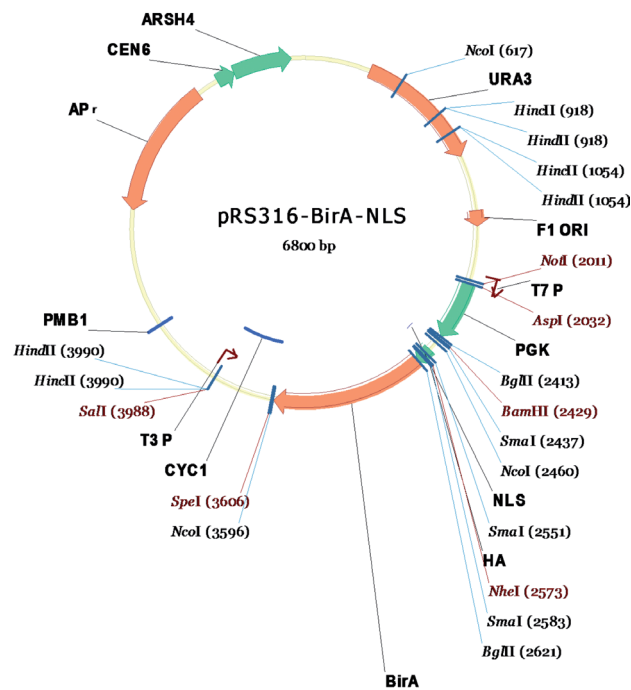 ARSH4
CEN6
NcoI (617)
URA3
APr
HincII (918)
HindII (918)
HincII (1054)
HindII (1054)
pRS316-BirA-NLS
6800 bp
F1 ORI
NotI (2011)
T7 P
AspI (2032)
PMB1
PGK
HindII (3990)
BglII (2413)
HincII (3990)
BamHI (2429)
SalI (3988)
SmaI (2437)
T3 P
NcoI (2460)
CYC1
NLS
SpeI (3606)
SmaI (2551)
NcoI (3596)
HA
NheI (2573)
SmaI (2583)
BglII (2621)
BirA